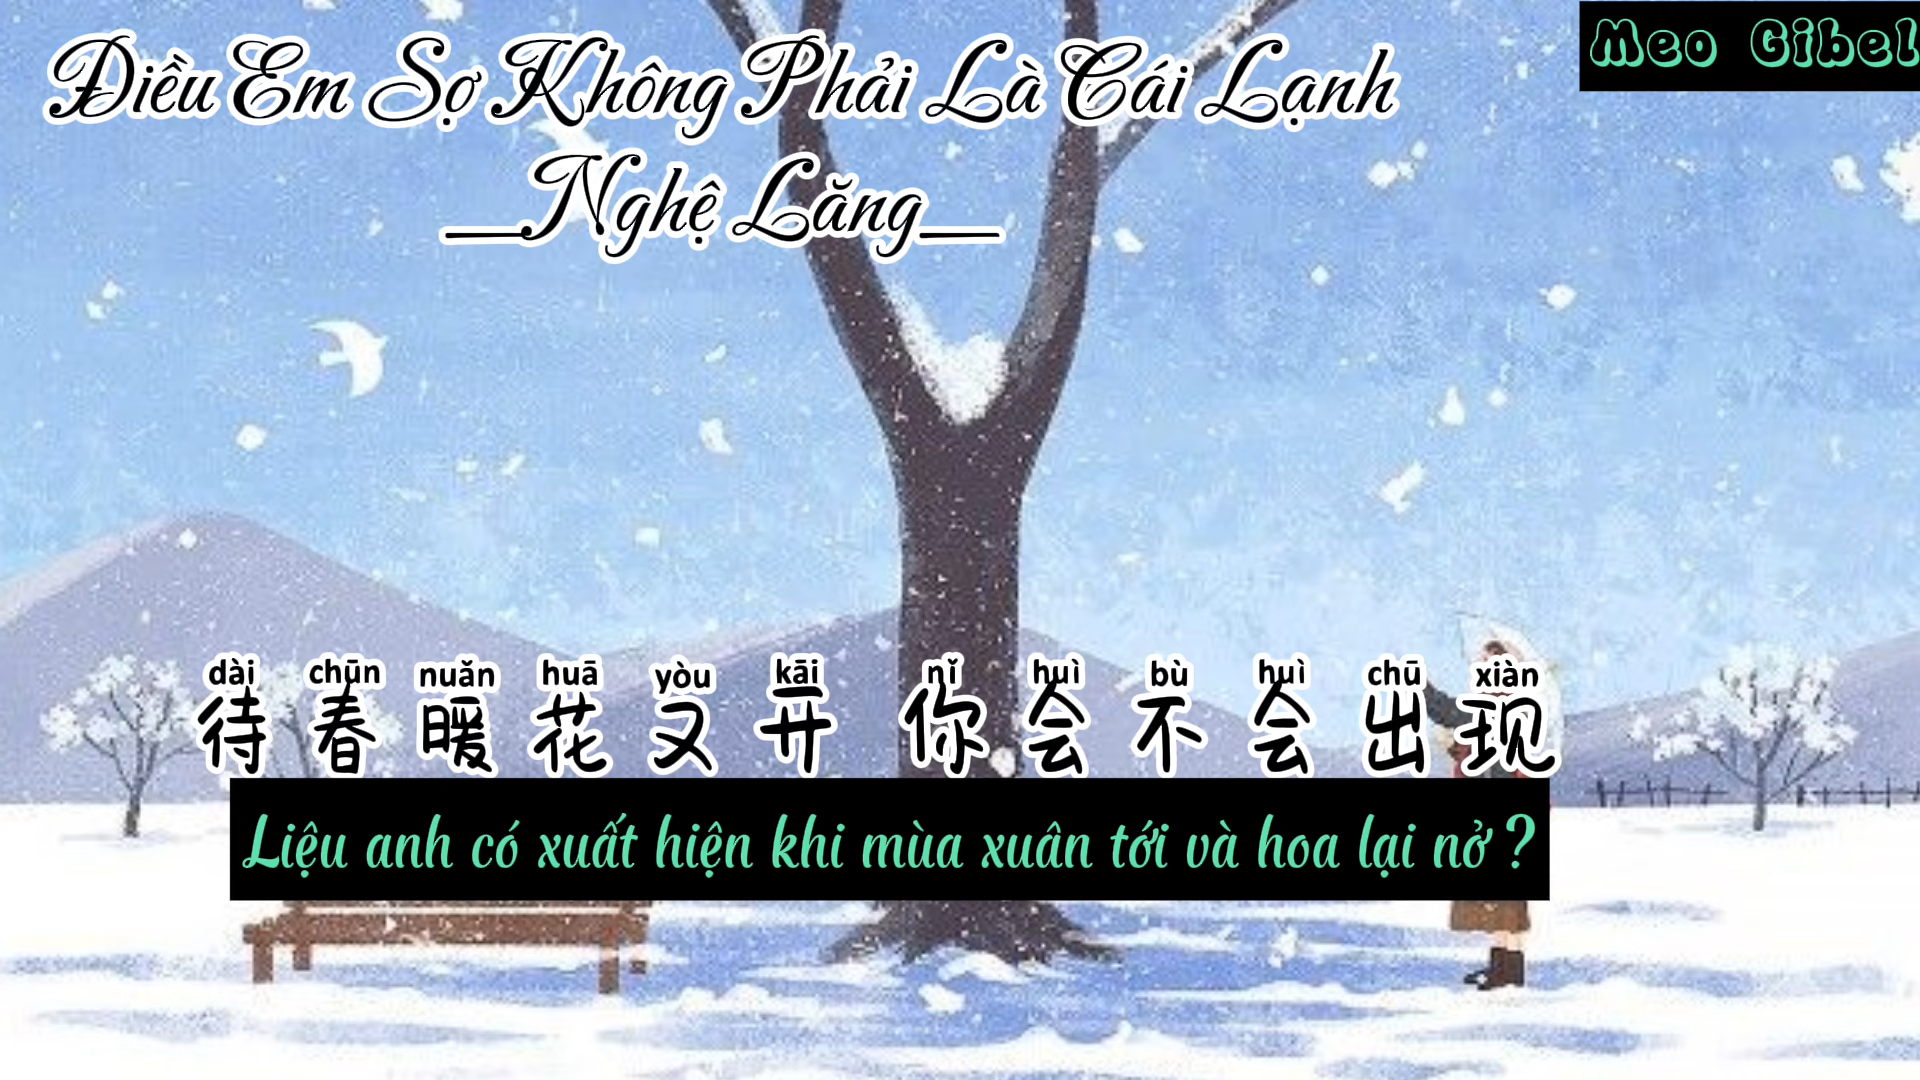 Điều Em Sợ Không Phải Là Cái Lạnh
Meo Gibel
_Nghệ Lăng_
dài chūn nuǎn huā yòu kāi nǐ huì bù huì chū xiàn
待春暖花又开 你会不会出现
Liệu anh có xuất hiện khi mùa xuân tới và hoa lại nở ?